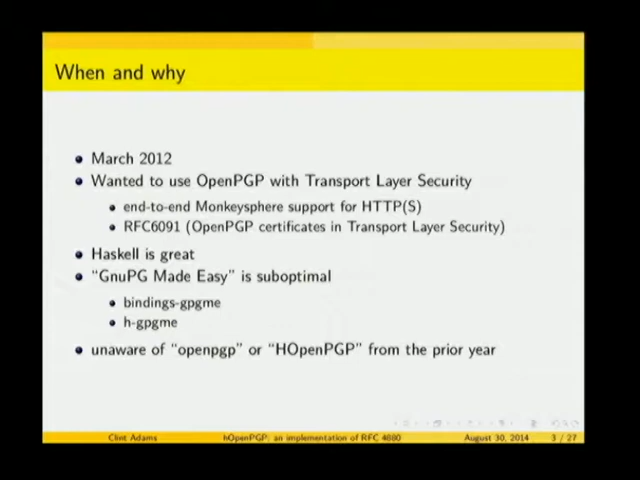 When and why
March 2012
Wanted to use OpenPGP with Transport Layer Security
end-to-end Monkeysphere support for HTTP(S)
RFC6091 (OpenPGP certificates in Transport Layer Security)
Haskell is great
“GnuPG Made Easy” is suboptimal
bindings-gpgme
h-gpgme
unaware of “openpgp” or “HOpenPGP” from the prior year
Clint Adams hOpenPGP: an implementation of RFC 4880 August 30, 2014 3 / 27